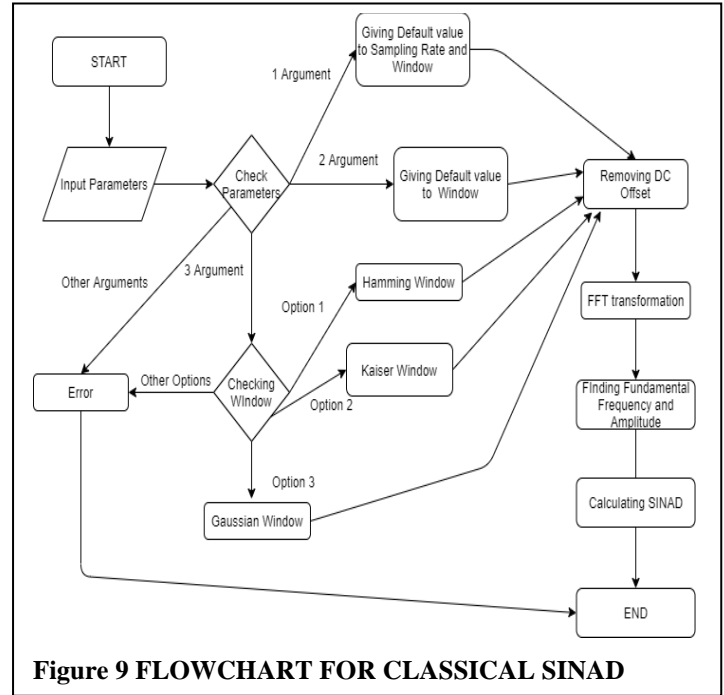 START
Giving Default value
to Sampling Rate and
Window
1 Argument
Input Parameters
Check
Parameters
2 Argument
Giving Default value
to Window
Removing DC
Offset
Other Arguments
3 Argument
Option 1
Hamming Window
FFT transformation
Error
Other Options
Checking
WIndow
Option 2
Kaiser Window
FInding Fundamental
Frequency and
Amplitude
Option 3
Gaussian Window
Calculating SINAD
END
Figure 9 FLOWCHART FOR CLASSICAL SINAD